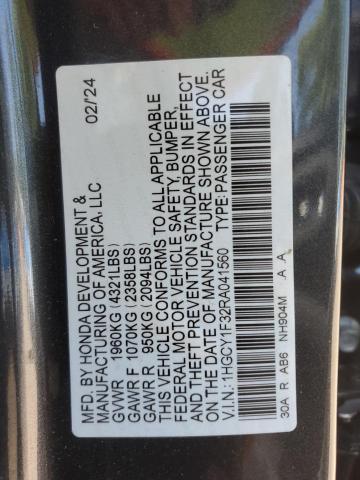 MFD. BY HONDA DEVELOPMENT & 02/'24
MANUFACTURING OF AMERICA, LLC
GVWR 1960KG (4321LBS)
GAWR F 1070KG (2358LBS)
GAWR R 950KG (2094LBS)
THIS VEHICLE CONFORMS TO ALL APPLICABLE
FEDERAL MOTOR VEHICLE SAFETY, BUMPER,
AND THEFT PREVENTION STANDARDS IN EFFECT
ON THE DATE OF MANUFACTURE SHOWN ABOVE.
V.I.N.: 1HGCY1F32RA041560 TYPE: PASSENGER CAR
30A R AB6 NH904M A A